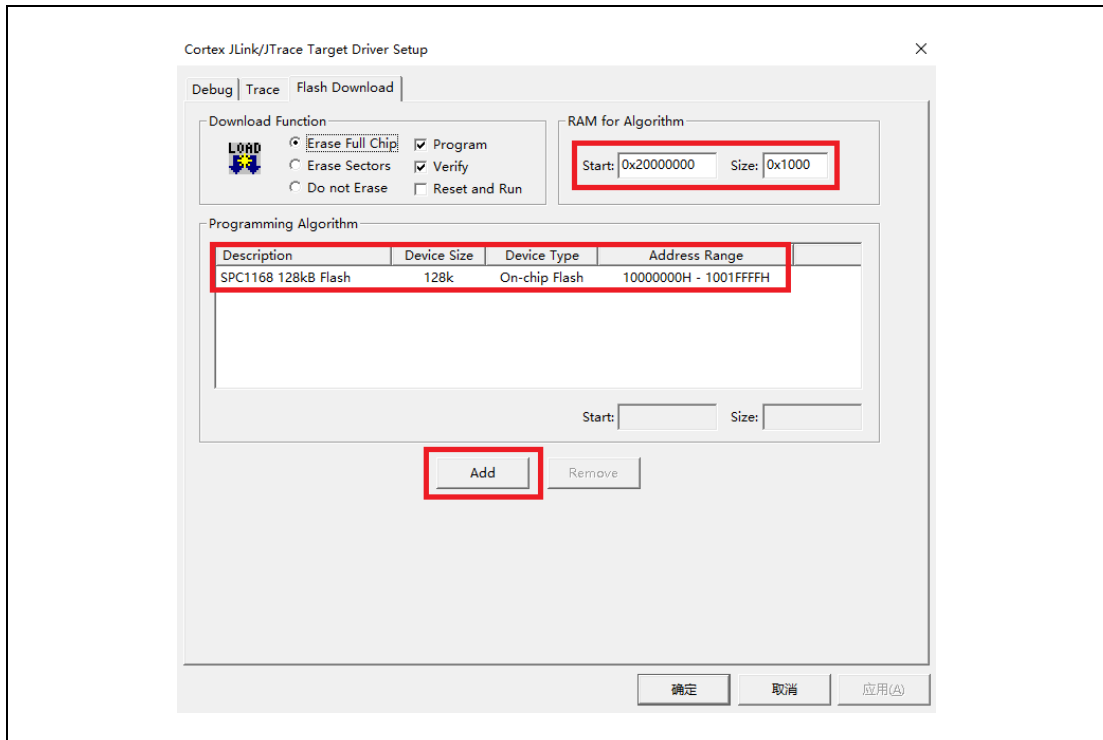 Cortex JLink/JTrace Target Driver Setup
Debug Trace Flash Download
Download Function
LOAD
Erase Full Chip Program
Erase Sectors Verify
Do not Erase Reset and Run
RAM for Algorithm
Start: 0x20000000 Size: 0x1000
Programming Algorithm
Description Device Size Device Type Address Range
SPC1168 128kB Flash 128k On-chip Flash 10000000H - 1001FFFFH
Start: Size:
Add Remove
确定 取消 应用(A)